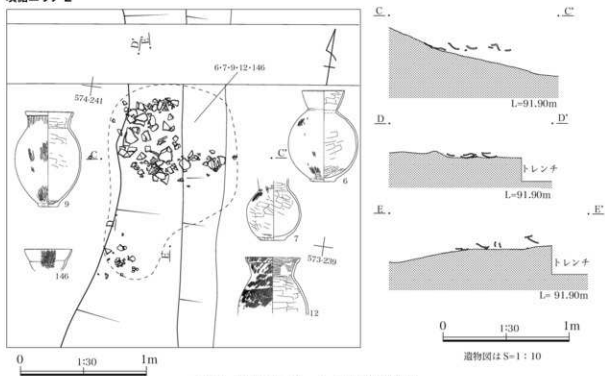 6・7・9・12・146
574-241
9
6
7
146
12
573-239
C
C'
D'
E'
C
C'
D
E
0 1:30 1m
C C'
L=91.90m
D D'
トレンチ
L=91.90m
E E'
トレンチ
L= 91.90m
0 1:30 1m
遺物図は S=1：10